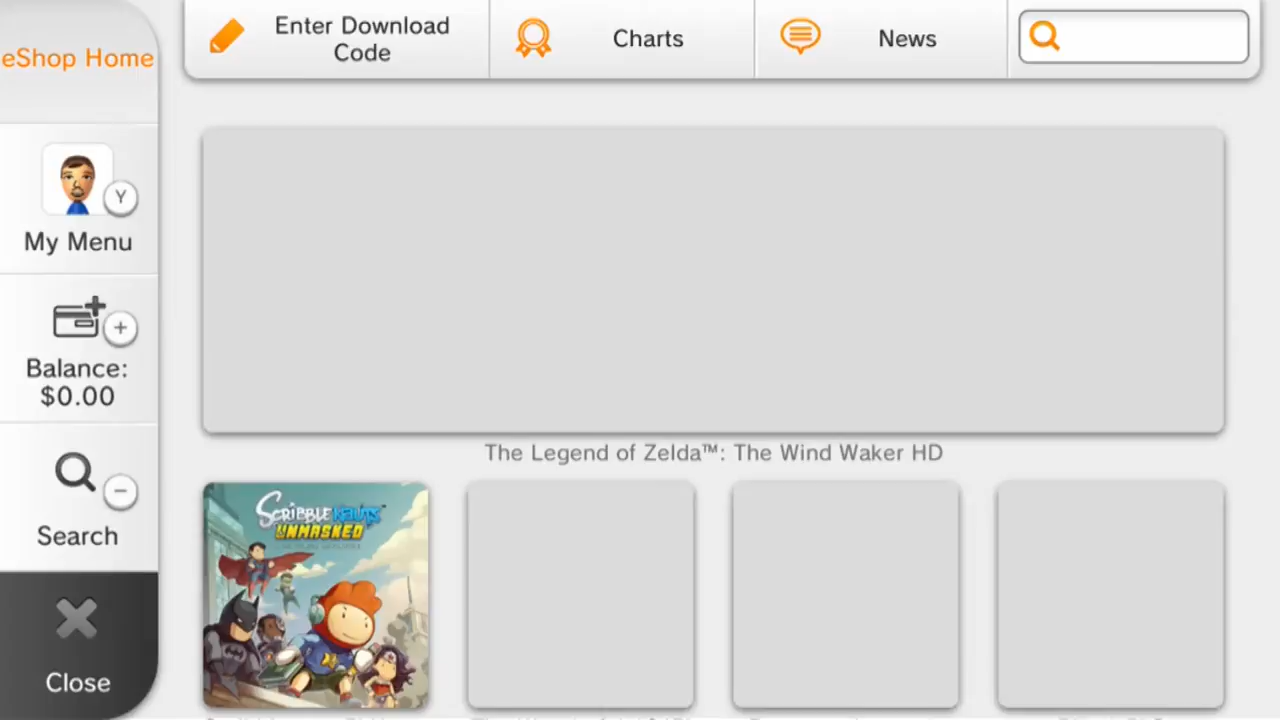 eShop Home
Enter Download
Code
Charts
News
Y
My Menu
+
Balance:
$0.00
−
Search
Close
The Legend of Zelda™: The Wind Waker HD
SCRIBBLENAUTS
UNMASKED